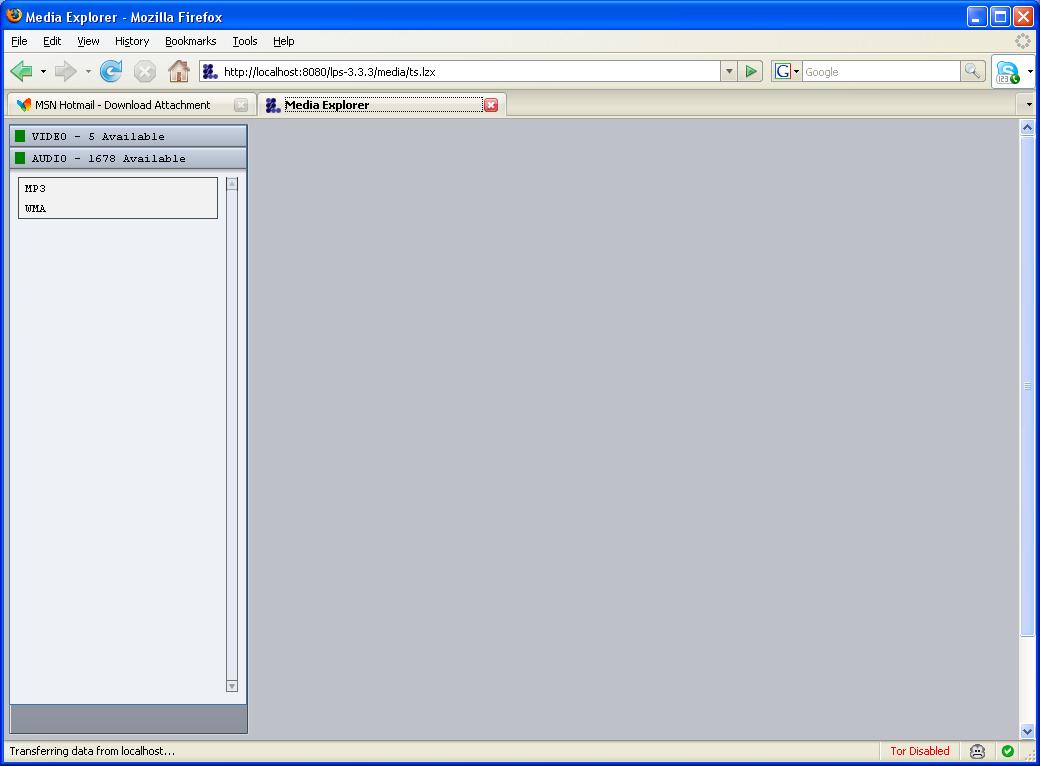 Media Explorer - Mozilla Firefox
File Edit View History Bookmarks Tools Help
http://localhost:8080/lps-3.3.3/media/ts.lzx
G Google
123
MSN Hotmail - Download Attachment
Media Explorer
VIDEO - 5 Available
AUDIO - 1678 Available
MP3
WMA
Transferring data from localhost...
Tor Disabled